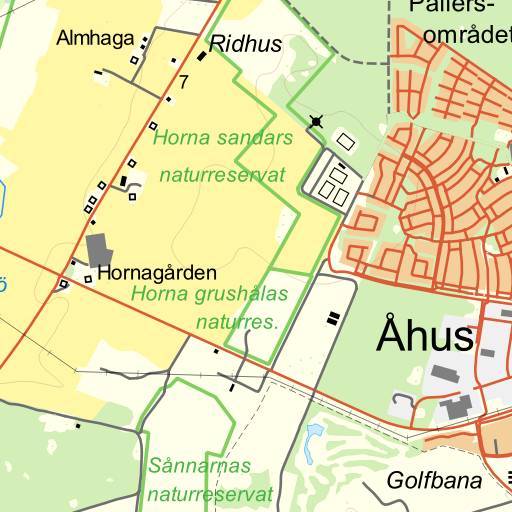 Pallers-
området
Almhaga
Ridhus
7
Horna sandars
naturreservat
Hornagården
Horna grushålas
naturres.
Åhus
Sånnarnas
naturreservat
Golfbana